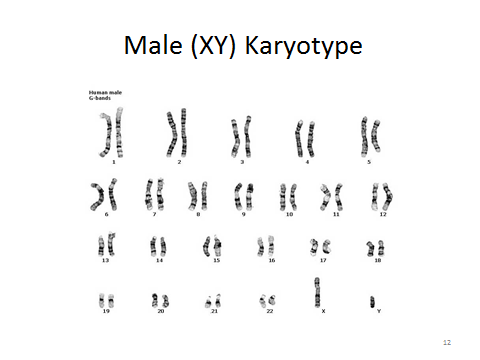 Male (XY) Karyotype
Human male
G-bands
1 2 3 4 5
6 7 8 9 10 11 12
13 14 15 16 17 18
19 20 21 22 X Y
12